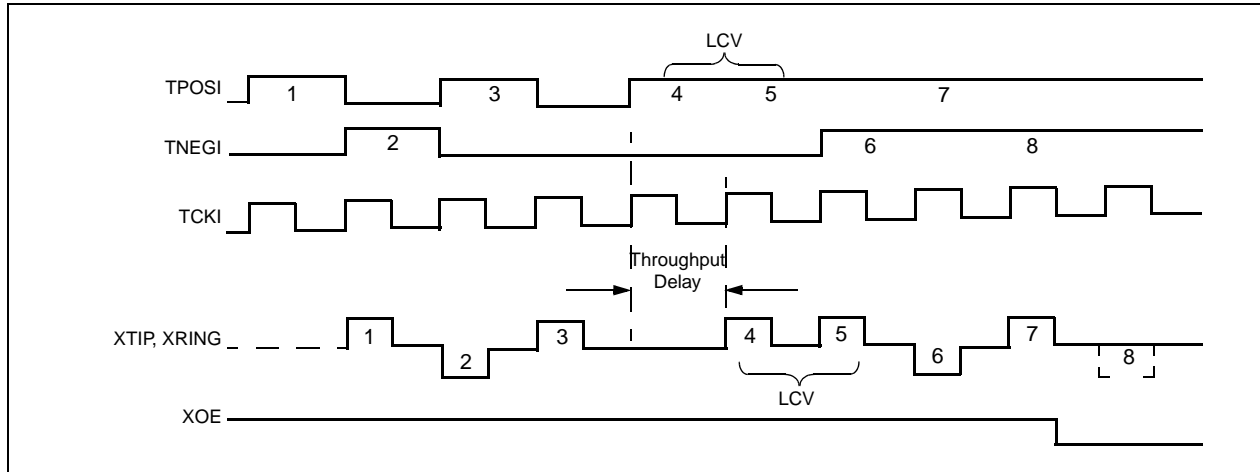 LCV
TPOSI 1 3 4 5 7
TNEGI 2 6 8
TCKI
Throughput
Delay
XTIP, XRING 1 2 3 4 5 6 7 8
LCV
XOE